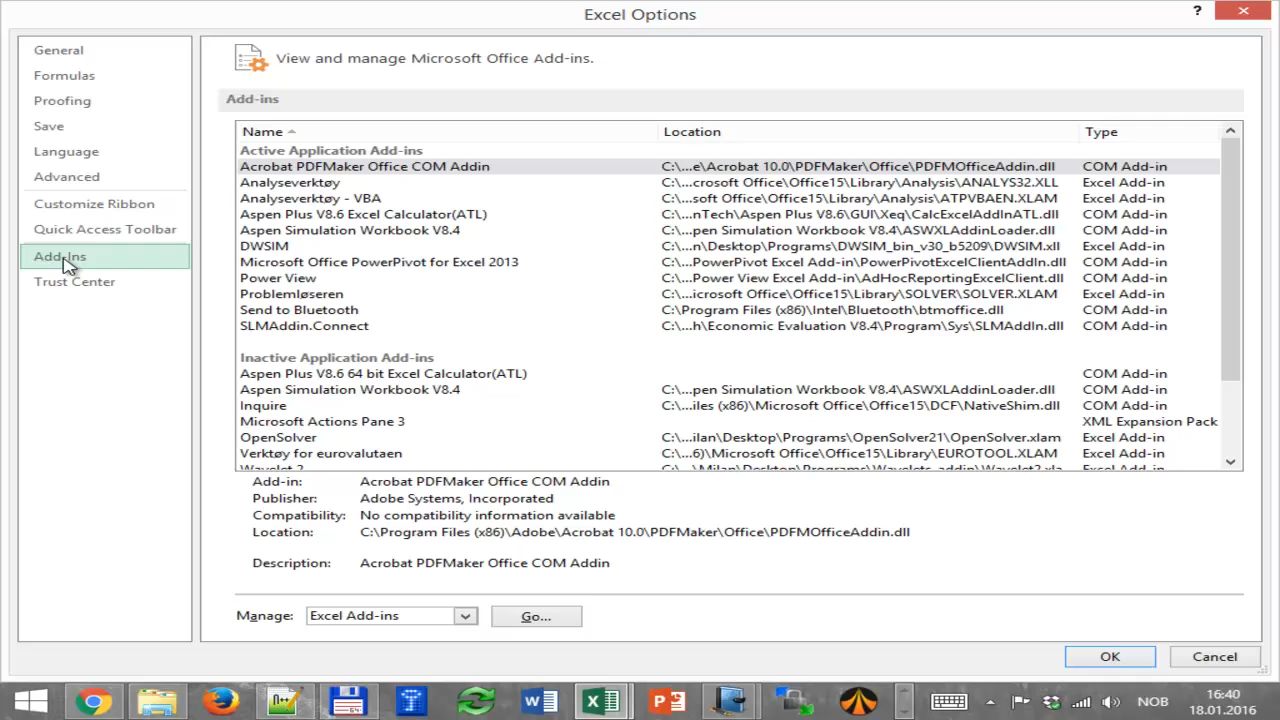 Excel Options
?
General
Formulas
Proofing
Save
Language
Advanced
Customize Ribbon
Quick Access Toolbar
Add-Ins
Trust Center
View and manage Microsoft Office Add-ins.
Add-ins
Name Location Type
Active Application Add-ins
Acrobat PDFMaker Office COM Addin C:\...e\Acrobat 10.0\PDFMaker\Office\PDFMOfficeAddin.dll COM Add-in
Analyseverktøy C:\...crosoft Office\Office15\Library\Analysis\ANALYS32.XLL Excel Add-in
Analyseverktøy - VBA C:\...soft Office\Office15\Library\Analysis\ATPVBAEN.XLAM Excel Add-in
Aspen Plus V8.6 Excel Calculator(ATL) C:\...nTech\Aspen Plus V8.6\GUI\Xeq\CalcExcelAddInATL.dll COM Add-in
Aspen Simulation Workbook V8.4 C:\...pen Simulation Workbook V8.4\ASWXLAddinLoader.dll COM Add-in
DWSIM C:\...n\Desktop\Programs\DWSIM_bin_v30_b5209\DWSIM.xll Excel Add-in
Microsoft Office PowerPivot for Excel 2013 C:\...PowerPivot Excel Add-in\PowerPivotExcelClientAddIn.dll COM Add-in
Power View C:\...Power View Excel Add-in\AdHocReportingExcelClient.dll COM Add-in
Problemløseren C:\...icrosoft Office\Office15\Library\SOLVER\SOLVER.XLAM Excel Add-in
Send to Bluetooth C:\Program Files (x86)\Intel\Bluetooth\btmoffice.dll COM Add-in
SLMAddin.Connect C:\...h\Economic Evaluation V8.4\Program\Sys\SLMAddIn.dll COM Add-in
Inactive Application Add-ins
Aspen Plus V8.6 64 bit Excel Calculator(ATL) COM Add-in
Aspen Simulation Workbook V8.4 C:\...pen Simulation Workbook V8.4\ASWXLAddinLoader.dll COM Add-in
Inquire C:\...iles (x86)\Microsoft Office\Office15\DCF\NativeShim.dll COM Add-in
Microsoft Actions Pane 3 XML Expansion Pack
OpenSolver C:\...ilan\Desktop\Programs\OpenSolver21\OpenSolver.xlam Excel Add-in
Verktøy for eurovalutaen C:\...6)\Microsoft Office\Office15\Library\EUROTOOL.XLAM Excel Add-in
Wavelet 2 C:\...\Milan\Desktop\Programs\Wavelets_addin\Wavelet2.xla Excel Add-in
Add-in: Acrobat PDFMaker Office COM Addin
Publisher: Adobe Systems, Incorporated
Compatibility: No compatibility information available
Location: C:\Program Files (x86)\Adobe\Acrobat 10.0\PDFMaker\Office\PDFMOfficeAddin.dll
Description: Acrobat PDFMaker Office COM Addin
Manage: Excel Add-ins Go...
OK Cancel
NOB
16:40
18.01.2016